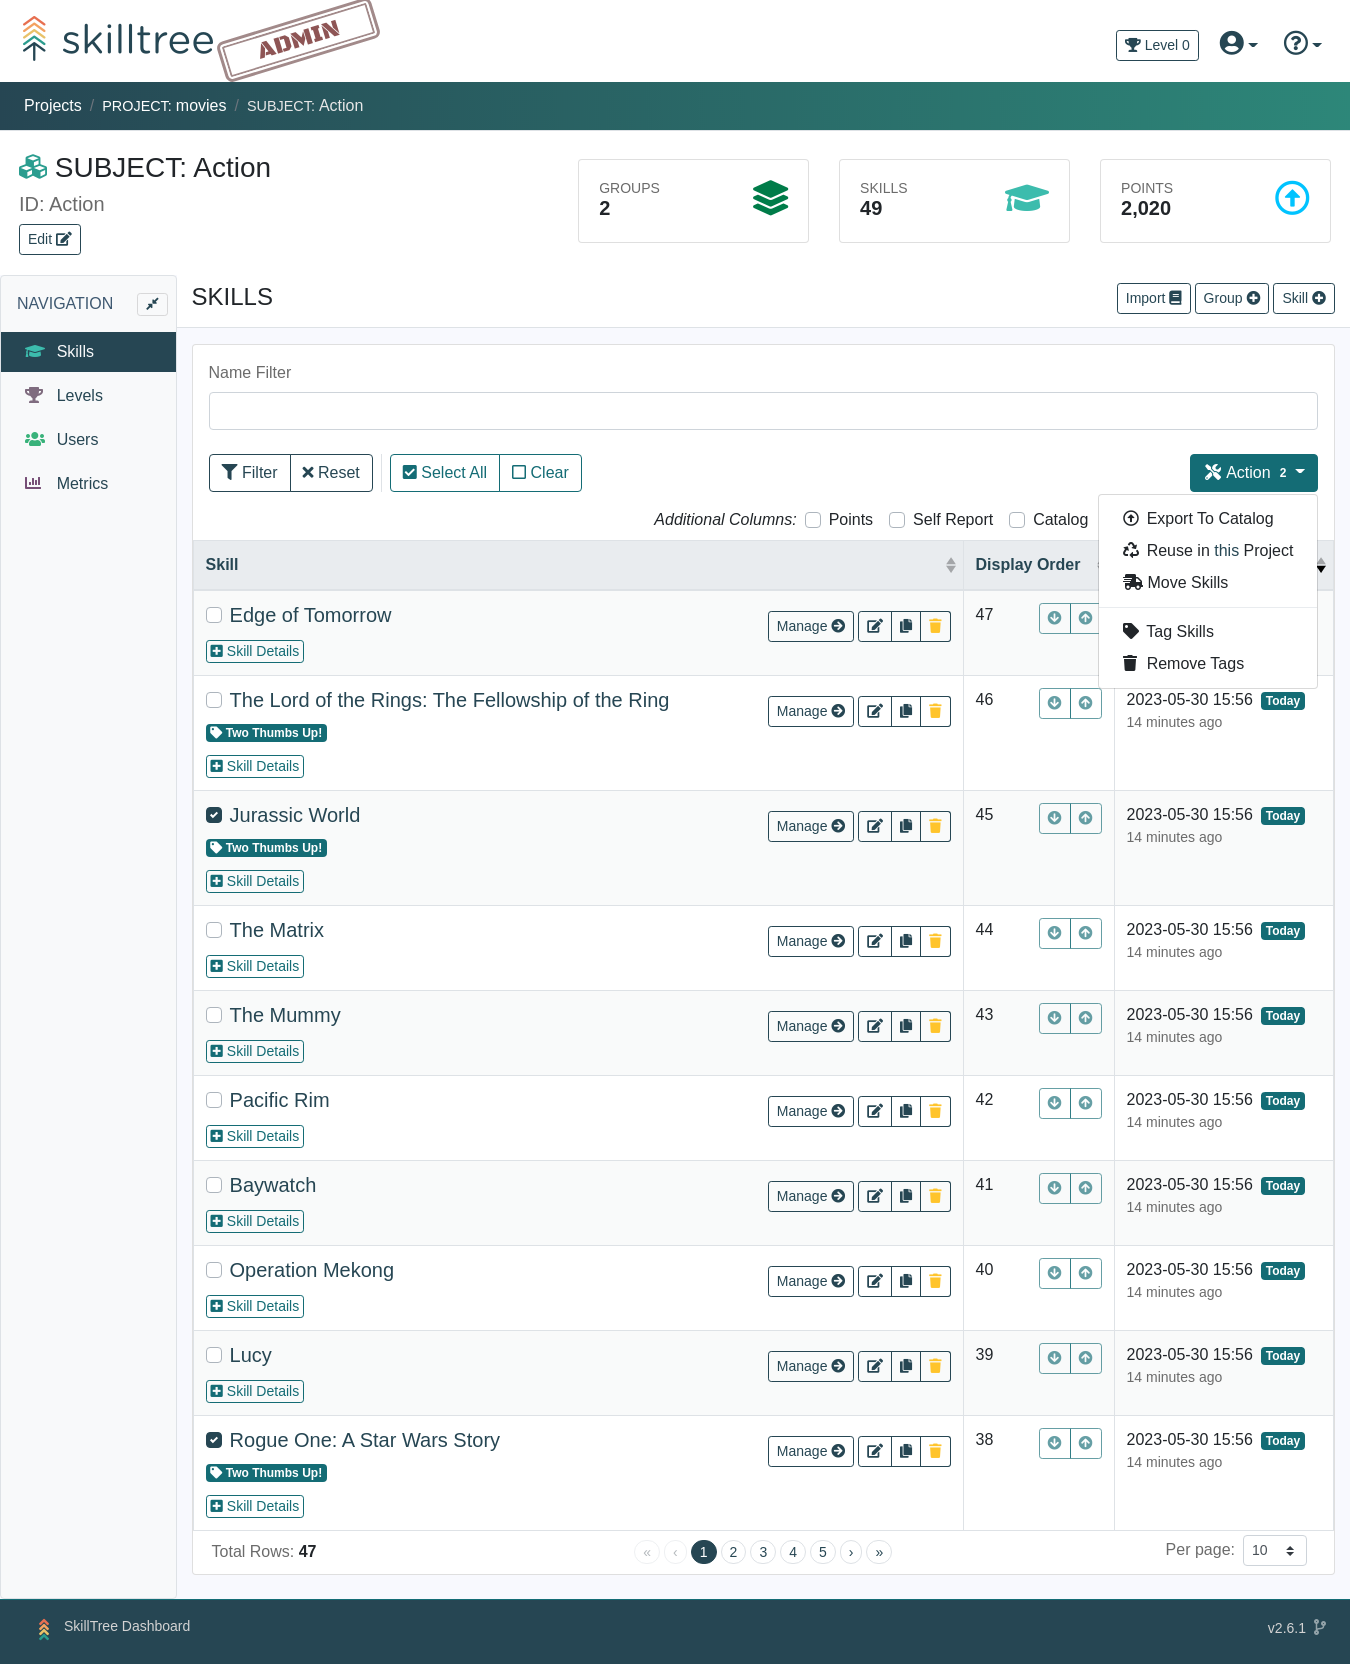 skilltree ADMIN
Level 0
Projects / PROJECT: movies / SUBJECT: Action
SUBJECT: Action
ID: Action
Edit
GROUPS
2
SKILLS
49
POINTS
2,020
NAVIGATION
Skills
Levels
Users
Metrics
SKILLS
Import
Group
Skill
Name Filter
Filter
Reset
Select All
Clear
Action 2
Export To Catalog
Reuse in this Project
Move Skills
Tag Skills
Remove Tags
Additional Columns: Points Self Report Catalog
Skill Display Order
Edge of Tomorrow
Manage
47
Skill Details
The Lord of the Rings: The Fellowship of the Ring
Manage
46
2023-05-30 15:56 Today
14 minutes ago
Two Thumbs Up!
Skill Details
Jurassic World
Manage
45
2023-05-30 15:56 Today
14 minutes ago
Two Thumbs Up!
Skill Details
The Matrix
Manage
44
2023-05-30 15:56 Today
14 minutes ago
Skill Details
The Mummy
Manage
43
2023-05-30 15:56 Today
14 minutes ago
Skill Details
Pacific Rim
Manage
42
2023-05-30 15:56 Today
14 minutes ago
Skill Details
Baywatch
Manage
41
2023-05-30 15:56 Today
14 minutes ago
Skill Details
Operation Mekong
Manage
40
2023-05-30 15:56 Today
14 minutes ago
Skill Details
Lucy
Manage
39
2023-05-30 15:56 Today
14 minutes ago
Skill Details
Rogue One: A Star Wars Story
Manage
38
2023-05-30 15:56 Today
14 minutes ago
Two Thumbs Up!
Skill Details
Total Rows: 47
« ‹ 1 2 3 4 5 › »
Per page: 10
SkillTree Dashboard
v2.6.1